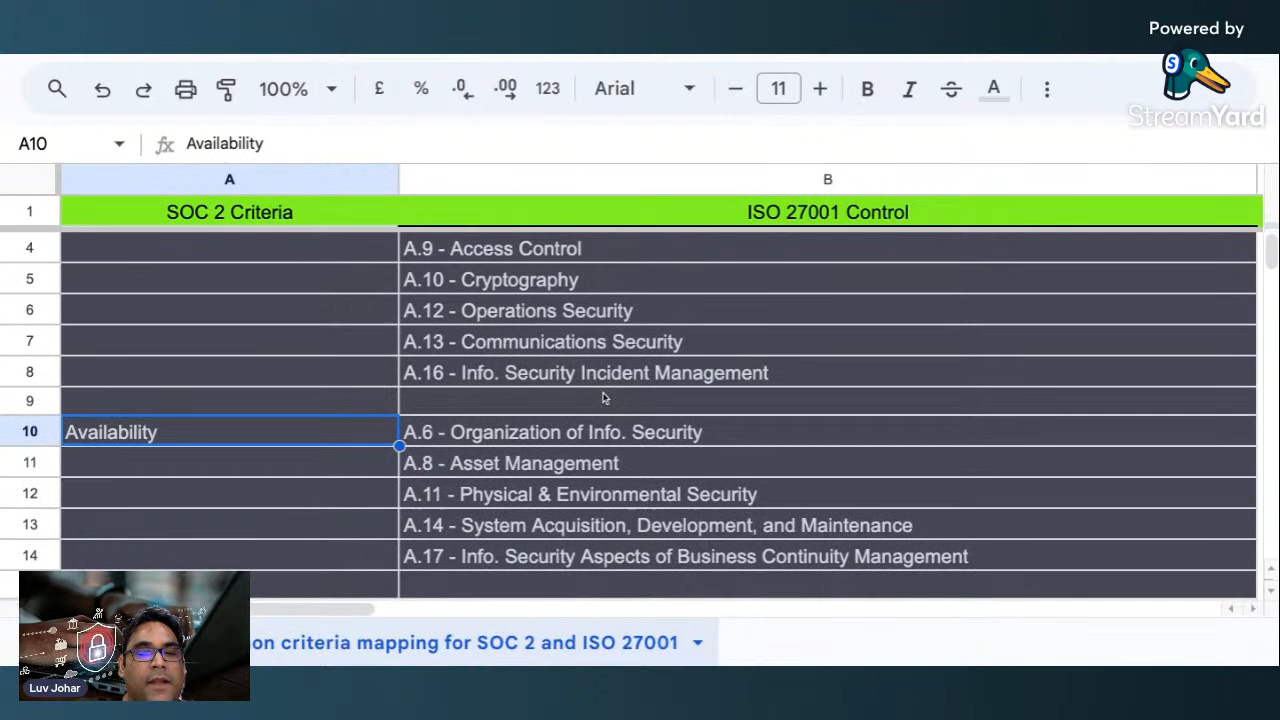 Powered by
StreamYard
100% £ % .0 .00 123 Arial 11 B I S A
A10 fx Availability
A B
1 SOC 2 Criteria ISO 27001 Control
4 A.9 - Access Control
5 A.10 - Cryptography
6 A.12 - Operations Security
7 A.13 - Communications Security
8 A.16 - Info. Security Incident Management
9
10 Availability A.6 - Organization of Info. Security
11 A.8 - Asset Management
12 A.11 - Physical & Environmental Security
13 A.14 - System Acquisition, Development, and Maintenance
14 A.17 - Info. Security Aspects of Business Continuity Management
on criteria mapping for SOC 2 and ISO 27001
Luv Johar